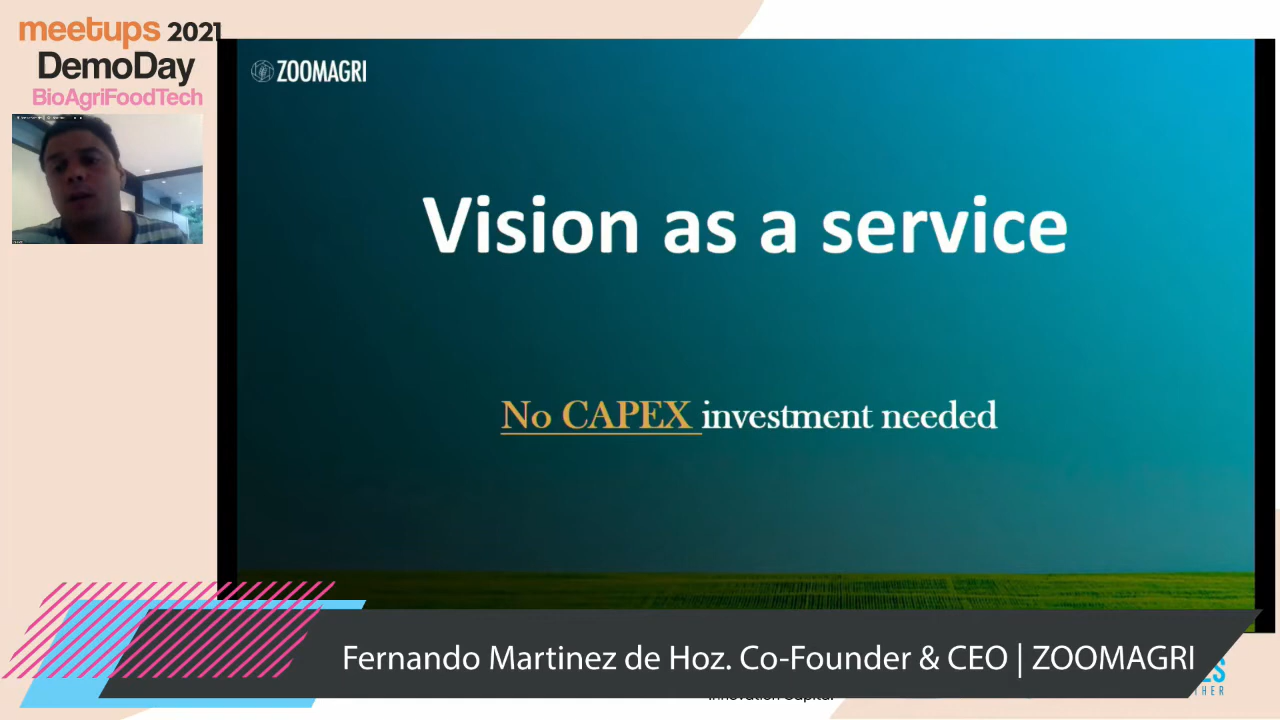 meetups 2021
DemoDay
BioAgriFoodTech
ZOOMAGRI
Vision as a service
No CAPEX investment needed
Fernando Martinez de Hoz. Co-Founder & CEO | ZOOMAGRI